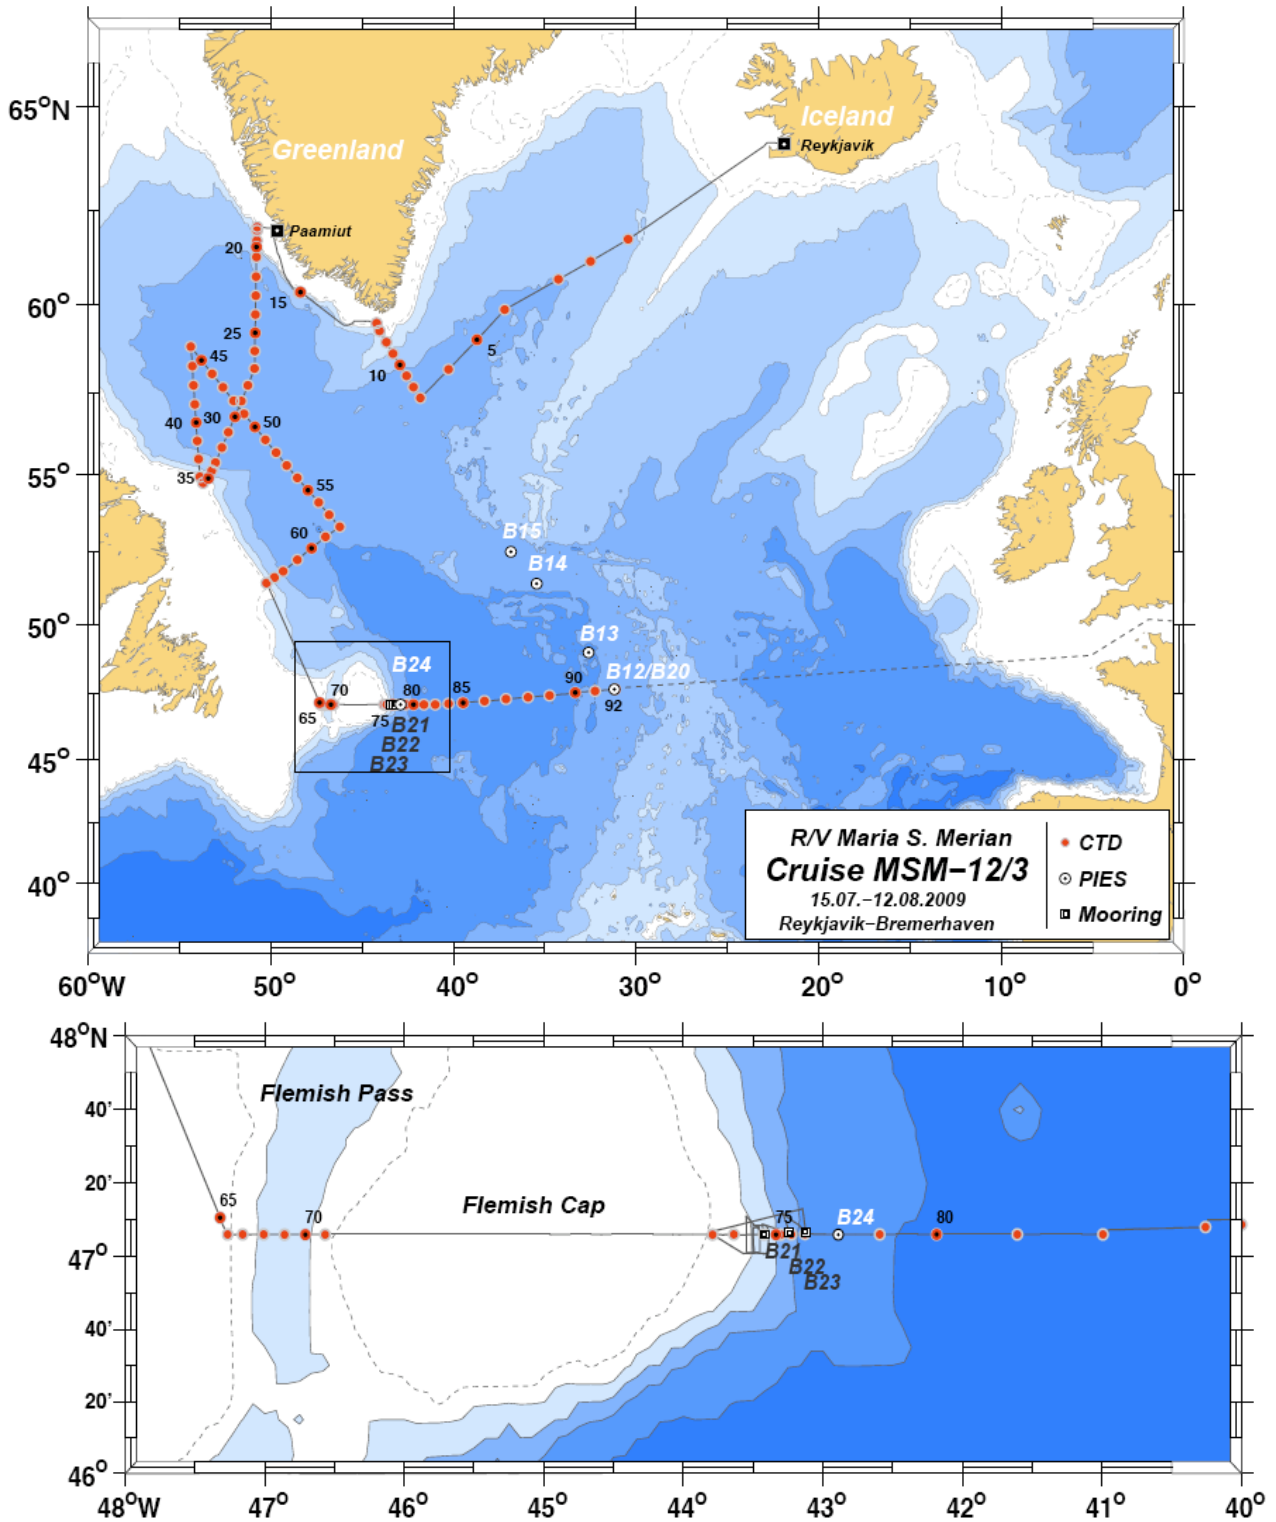 65°N
60°
55°
50°
45°
40°
60°W
50°
40°
30°
20°
10°
0°
Greenland
Iceland
Reykjavik
Paamiut
20
15
25
45
5
10
40
30
50
35
55
60
B15
B14
B13
B24
B12/B20
70
80
85
90
92
65
75
B21
B22
B23
R/V Maria S. Merian
Cruise MSM–12/3
15.07.–12.08.2009
Reykjavik–Bremerhaven
CTD
PIES
Mooring
48°N
40'
20'
47°
40'
20'
46°
48°W
47°
46°
45°
44°
43°
42°
41°
40°
Flemish Pass
Flemish Cap
65
70
75
B24
80
B21
B22
B23